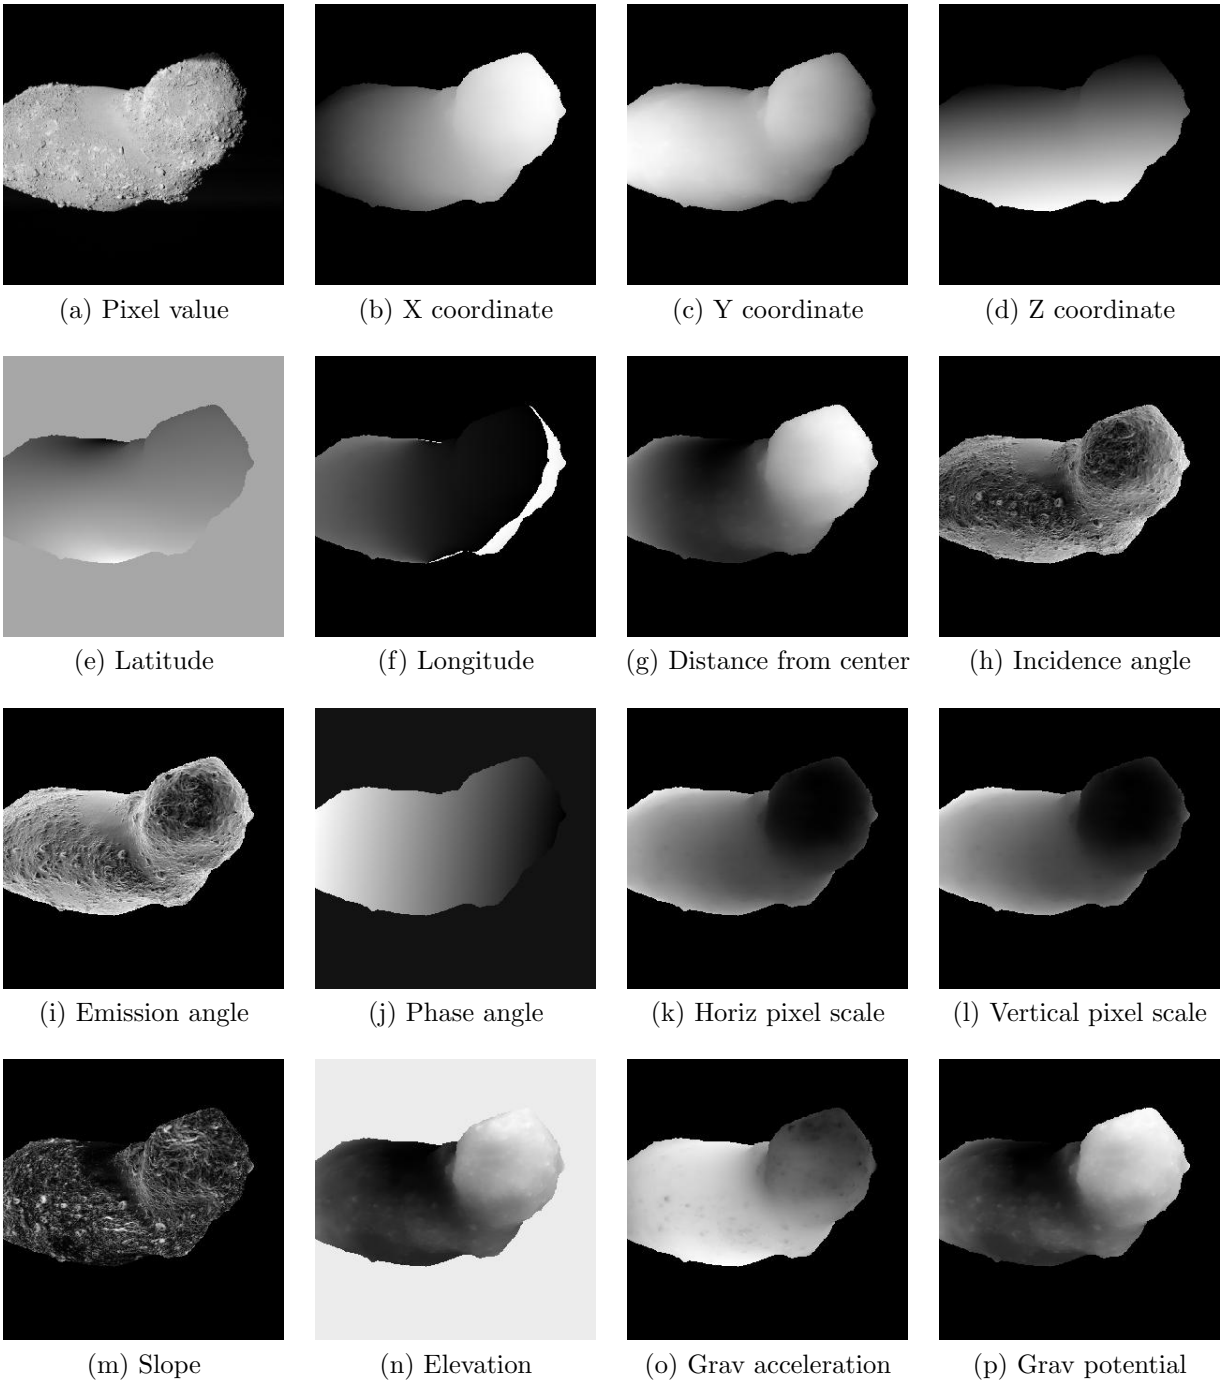 (a) Pixel value
(b) X coordinate
(c) Y coordinate
(d) Z coordinate
(e) Latitude
(f) Longitude
(g) Distance from center
(h) Incidence angle
(i) Emission angle
(j) Phase angle
(k) Horiz pixel scale
(l) Vertical pixel scale
(m) Slope
(n) Elevation
(o) Grav acceleration
(p) Grav potential